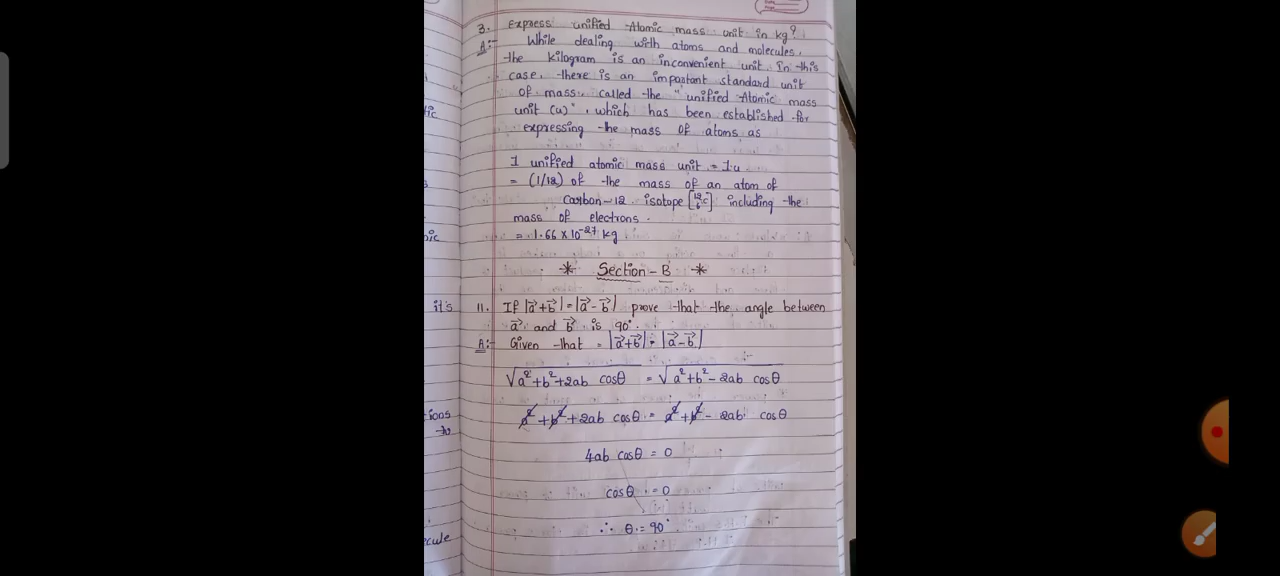 3. Express unified Atomic mass unit in kg?
A:- While dealing with atoms and molecules,
the kilogram is an inconvenient unit. In this
case, there is an important standard unit
of mass, called the "unified Atomic mass
tic
unit (u)", which has been established for
expressing the mass of atoms as
1 unified atomic mass unit = 1u
= (1/12) of the mass of an atom of
carbon-12 isotope [¹²₆C] including the
mass of electrons.
= 1.66 × 10⁻²⁷ kg
* Section - B *
it's
11. If |a⃗+b⃗| = |a⃗-b⃗| prove that the angle between
a⃗ and b⃗ is 90°.
A:- Given that = |a⃗+b⃗| = |a⃗-b⃗|
√a²+b²+2ab cosθ = √a²+b²-2ab cosθ
a²+b²+2ab cosθ = a²+b²-2ab cosθ
ions
to
4ab cosθ = 0
cosθ = 0
∴ θ = 90°
ecule